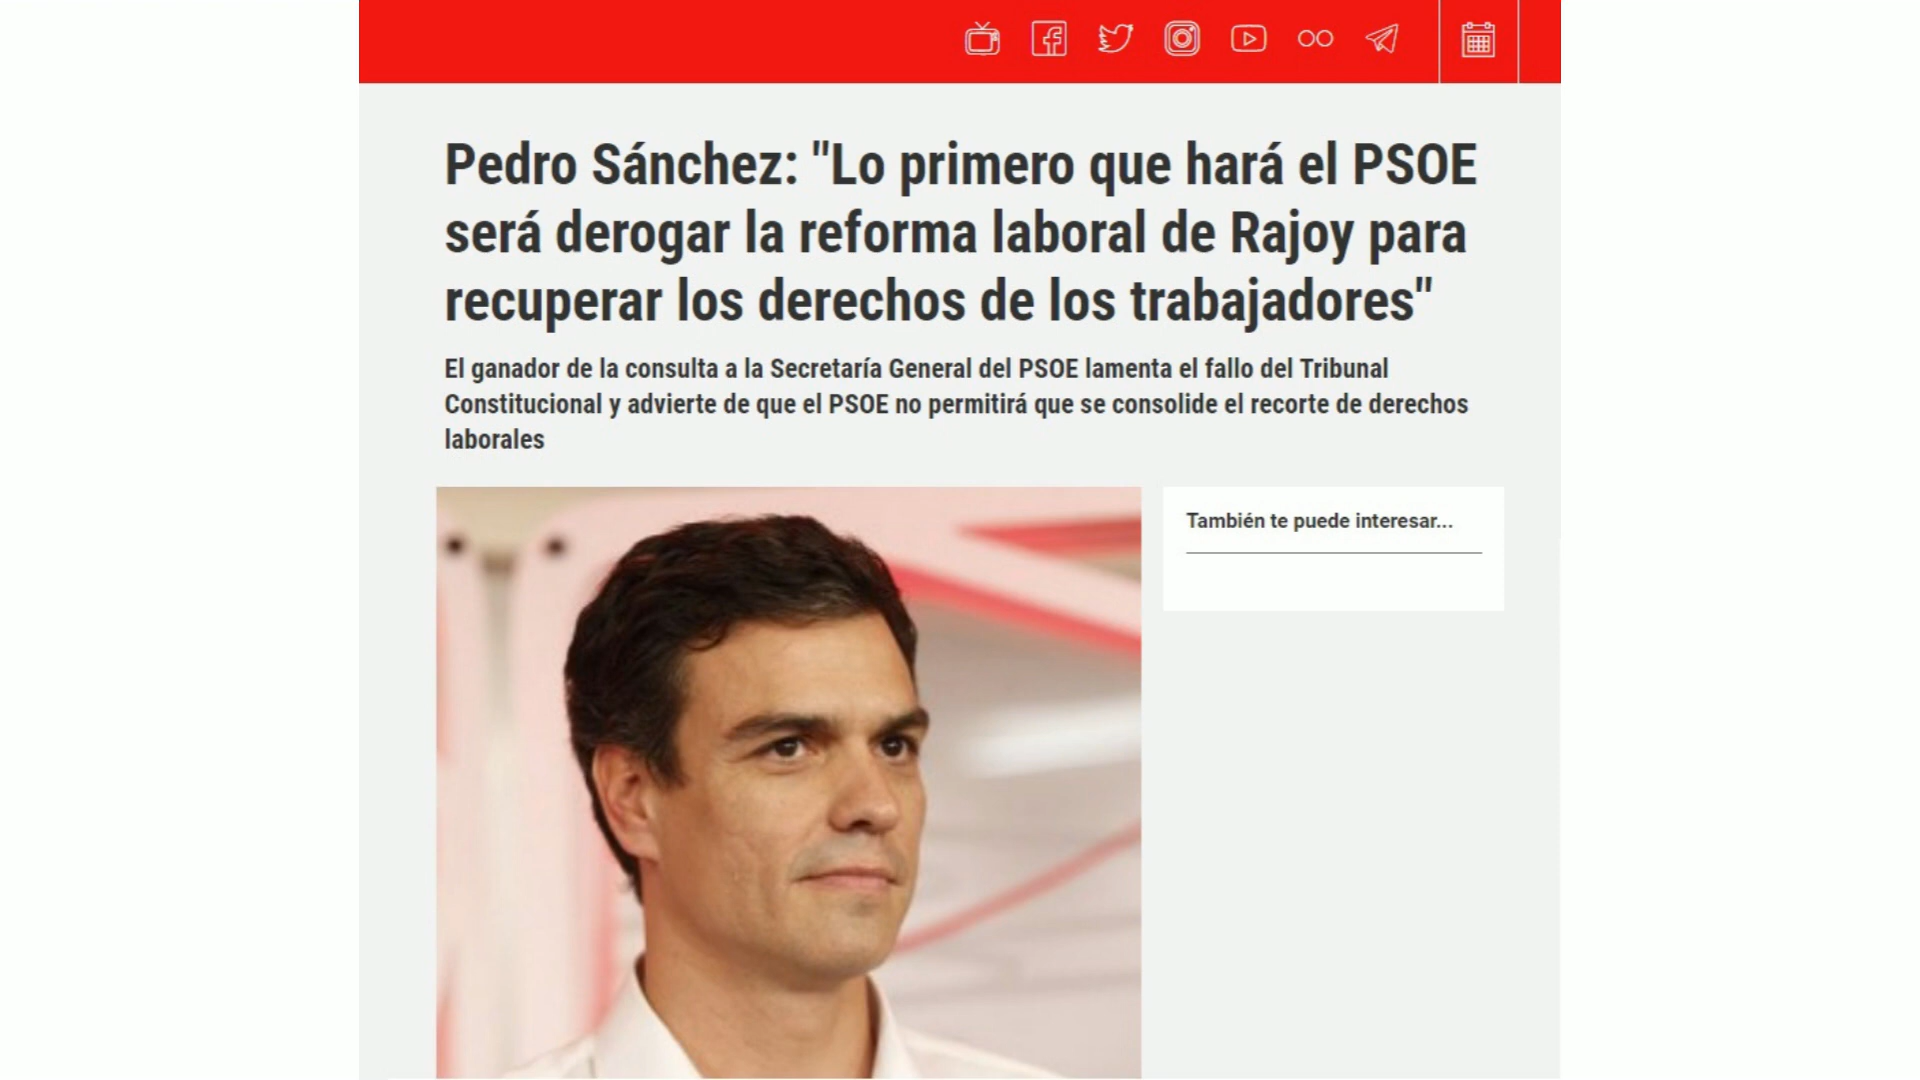 Pedro Sánchez: "Lo primero que hará el PSOE
será derogar la reforma laboral de Rajoy para
recuperar los derechos de los trabajadores"
El ganador de la consulta a la Secretaría General del PSOE lamenta el fallo del Tribunal
Constitucional y advierte de que el PSOE no permitirá que se consolide el recorte de derechos
laborales
También te puede interesar...